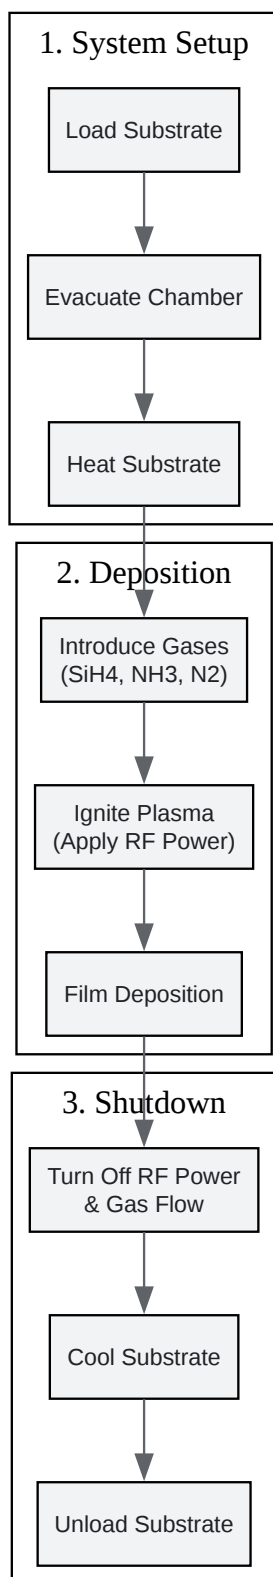 1. System Setup
Load Substrate
Evacuate Chamber
Heat Substrate
2. Deposition
Introduce Gases
(SiH4, NH3, N2)
Ignite Plasma
(Apply RF Power)
Film Deposition
3. Shutdown
Turn Off RF Power
& Gas Flow
Cool Substrate
Unload Substrate